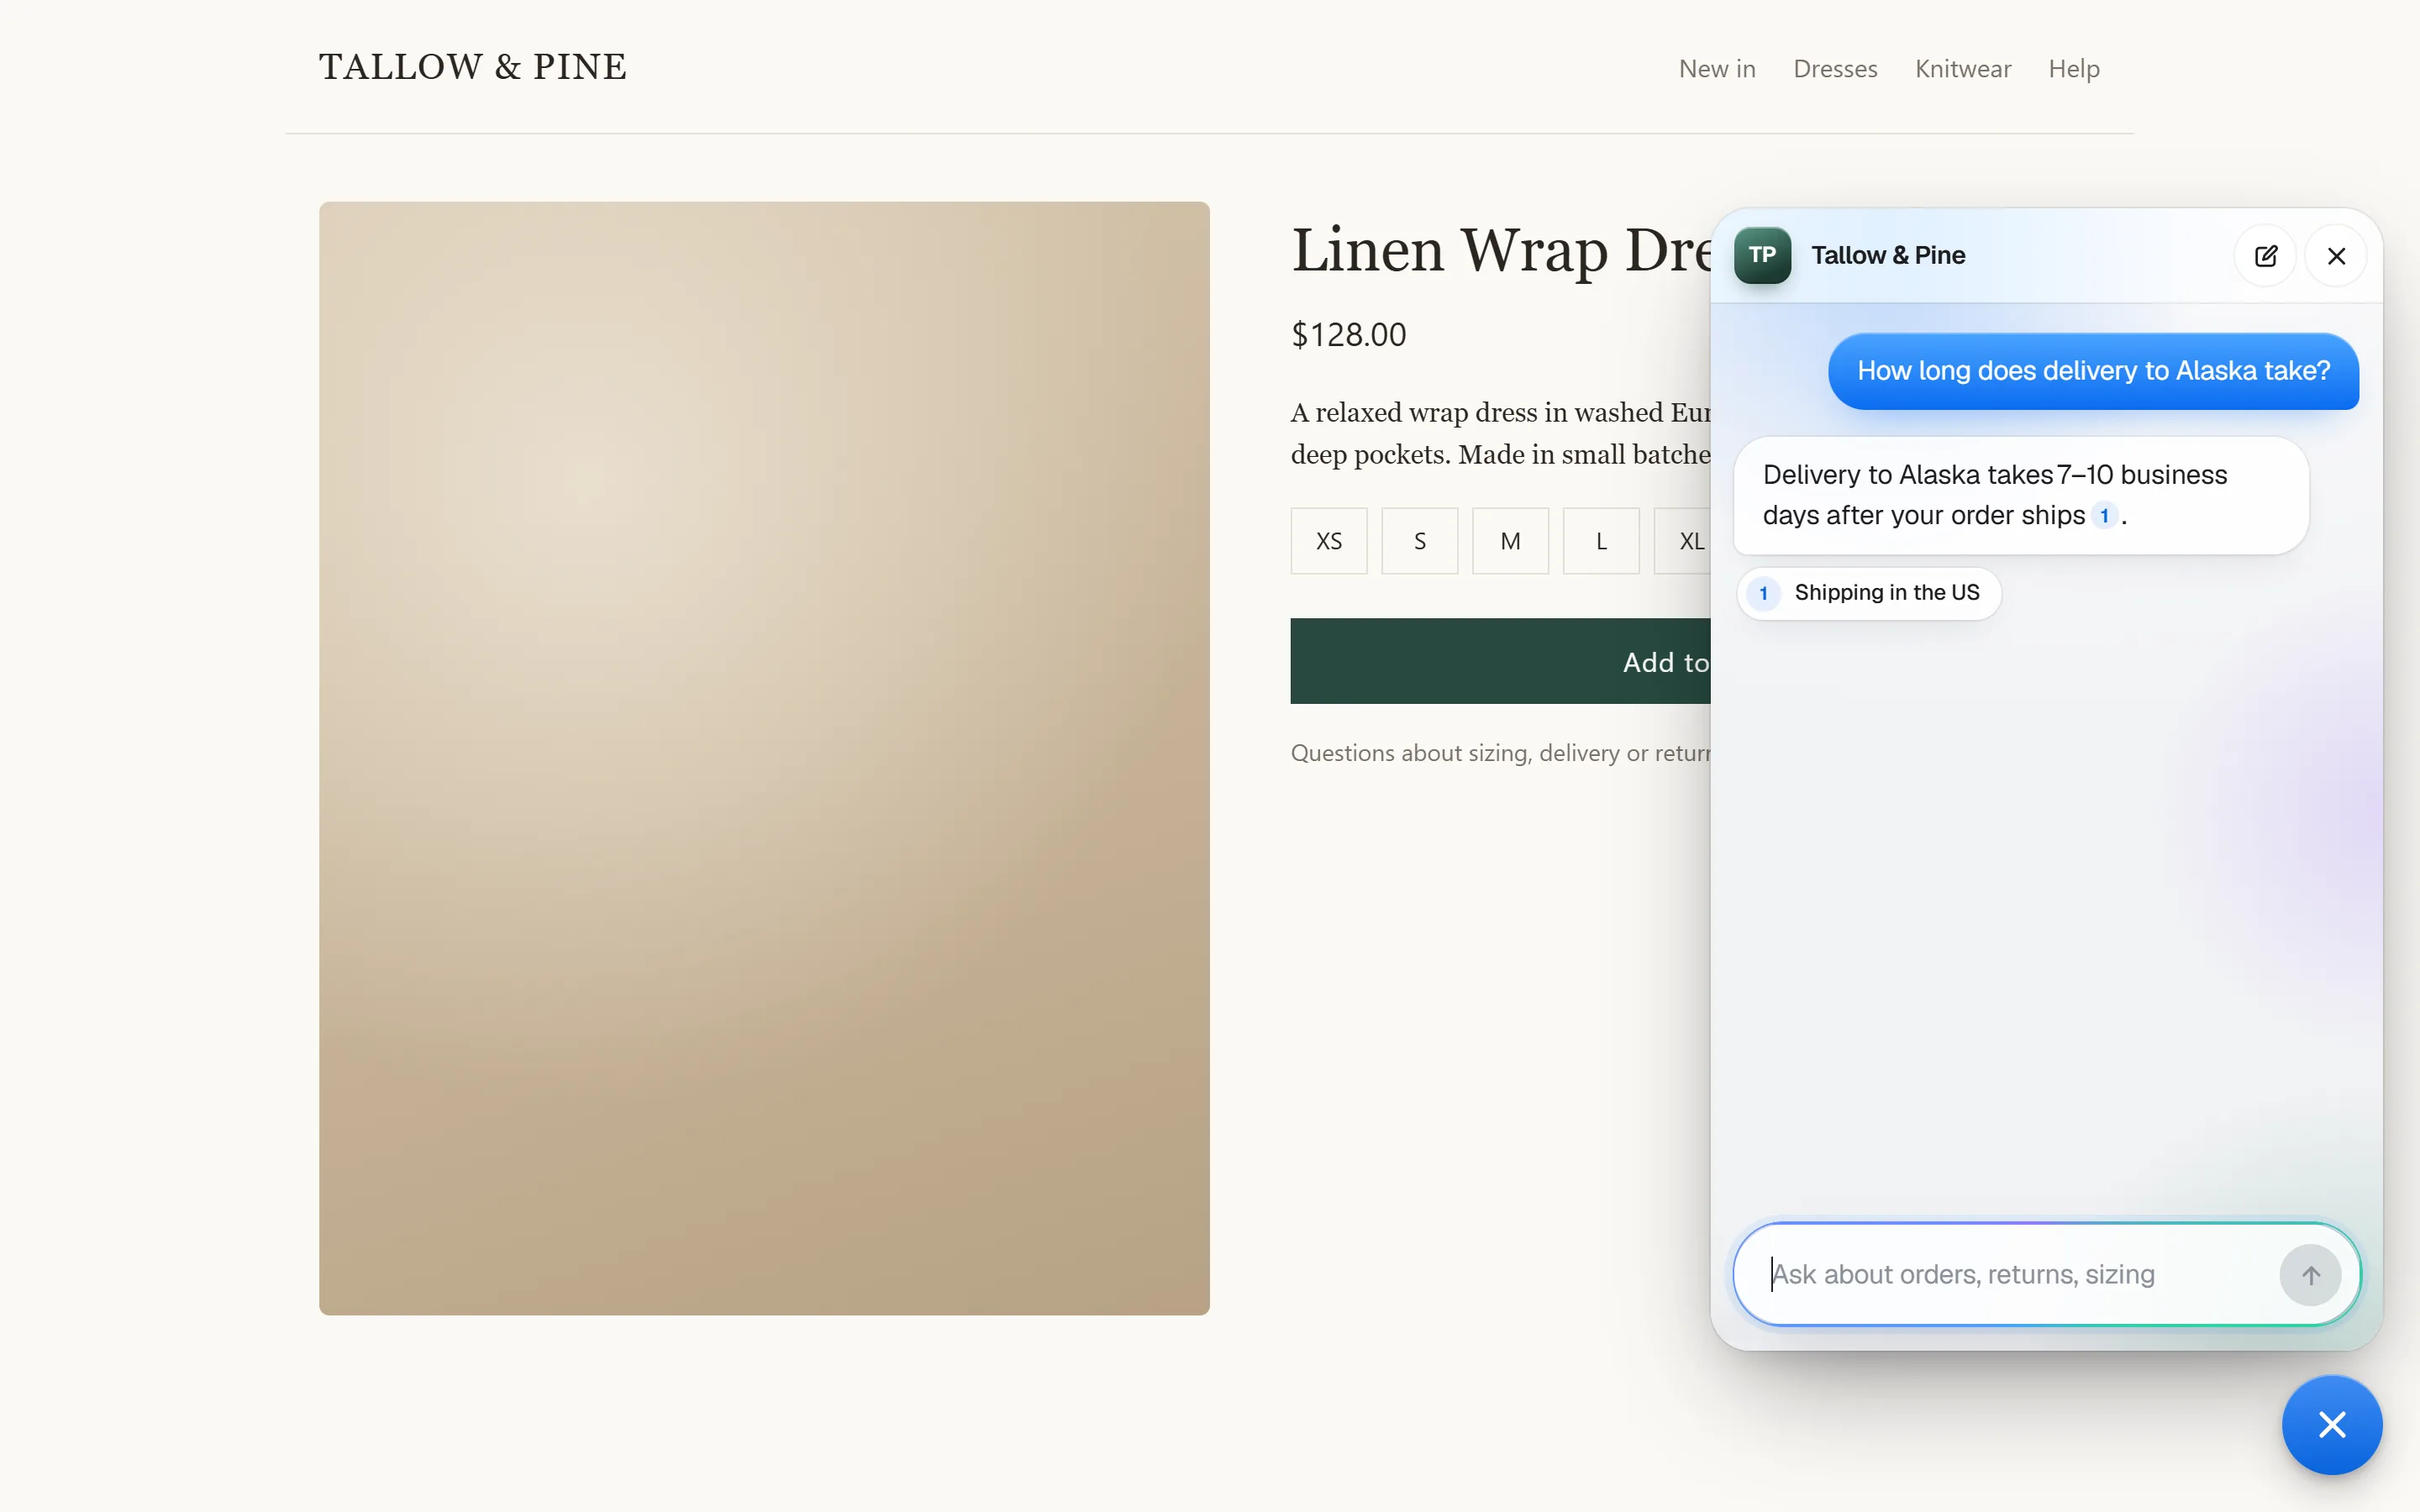 TALLOW & PINE
New in
Dresses
Knitwear
Help
Linen Wrap Dre
$128.00
A relaxed wrap dress in washed Eur
deep pockets. Made in small batche
XS
S
M
L
XL
Add to
Questions about sizing, delivery or return
TP
Tallow & Pine
How long does delivery to Alaska take?
Delivery to Alaska takes 7–10 business
days after your order ships 1 .
1 Shipping in the US
Ask about orders, returns, sizing